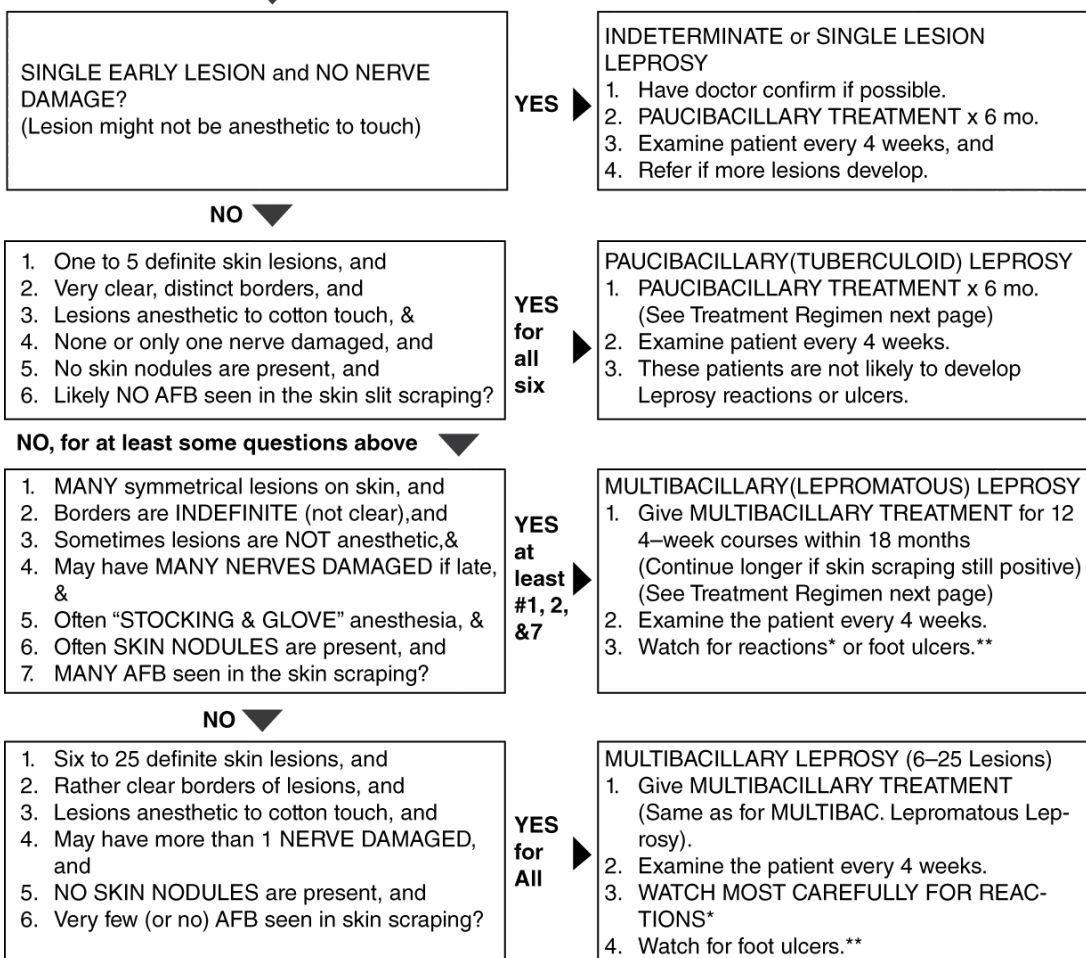 SINGLE EARLY LESION and NO NERVE
DAMAGE?
(Lesion might not be anesthetic to touch)
YES
INDETERMINATE or SINGLE LESION
LEPROSY
1. Have doctor confirm if possible.
2. PAUCIBACILLARY TREATMENT x 6 mo.
3. Examine patient every 4 weeks, and
4. Refer if more lesions develop.
NO
1. One to 5 definite skin lesions, and
2. Very clear, distinct borders, and
3. Lesions anesthetic to cotton touch, &
4. None or only one nerve damaged, and
5. No skin nodules are present, and
6. Likely NO AFB seen in the skin slit scraping?
YES
for
all
six
PAUCIBACILLARY(TUBERCULOID) LEPROSY
1. PAUCIBACILLARY TREATMENT x 6 mo.
(See Treatment Regimen next page)
2. Examine patient every 4 weeks.
3. These patients are not likely to develop
Leprosy reactions or ulcers.
NO, for at least some questions above
1. MANY symmetrical lesions on skin, and
2. Borders are INDEFINITE (not clear),and
3. Sometimes lesions are NOT anesthetic,&
4. May have MANY NERVES DAMAGED if late,
&
5. Often “STOCKING & GLOVE” anesthesia, &
6. Often SKIN NODULES are present, and
7. MANY AFB seen in the skin scraping?
YES
at
least
#1, 2,
&7
MULTIBACILLARY(LEPROMATOUS) LEPROSY
1. Give MULTIBACILLARY TREATMENT for 12
4–week courses within 18 months
(Continue longer if skin scraping still positive)
(See Treatment Regimen next page)
2. Examine the patient every 4 weeks.
3. Watch for reactions* or foot ulcers.**
NO
1. Six to 25 definite skin lesions, and
2. Rather clear borders of lesions, and
3. Lesions anesthetic to cotton touch, and
4. May have more than 1 NERVE DAMAGED,
and
5. NO SKIN NODULES are present, and
6. Very few (or no) AFB seen in skin scraping?
YES
for
All
MULTIBACILLARY LEPROSY (6–25 Lesions)
1. Give MULTIBACILLARY TREATMENT
(Same as for MULTIBAC. Lepromatous Lep-
rosy).
2. Examine the patient every 4 weeks.
3. WATCH MOST CAREFULLY FOR REAC-
TIONS*
4. Watch for foot ulcers.**